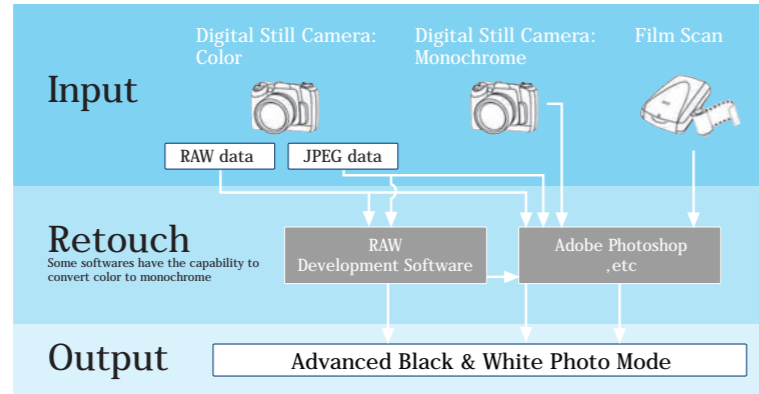 Digital Still Camera:
Color
Digital Still Camera:
Monochrome
Film Scan
Input
RAW data
JPEG data
Retouch
Some softwares have the capability to
convert color to monochrome
RAW
Development Software
Adobe Photoshop
,etc
Output
Advanced Black & White Photo Mode